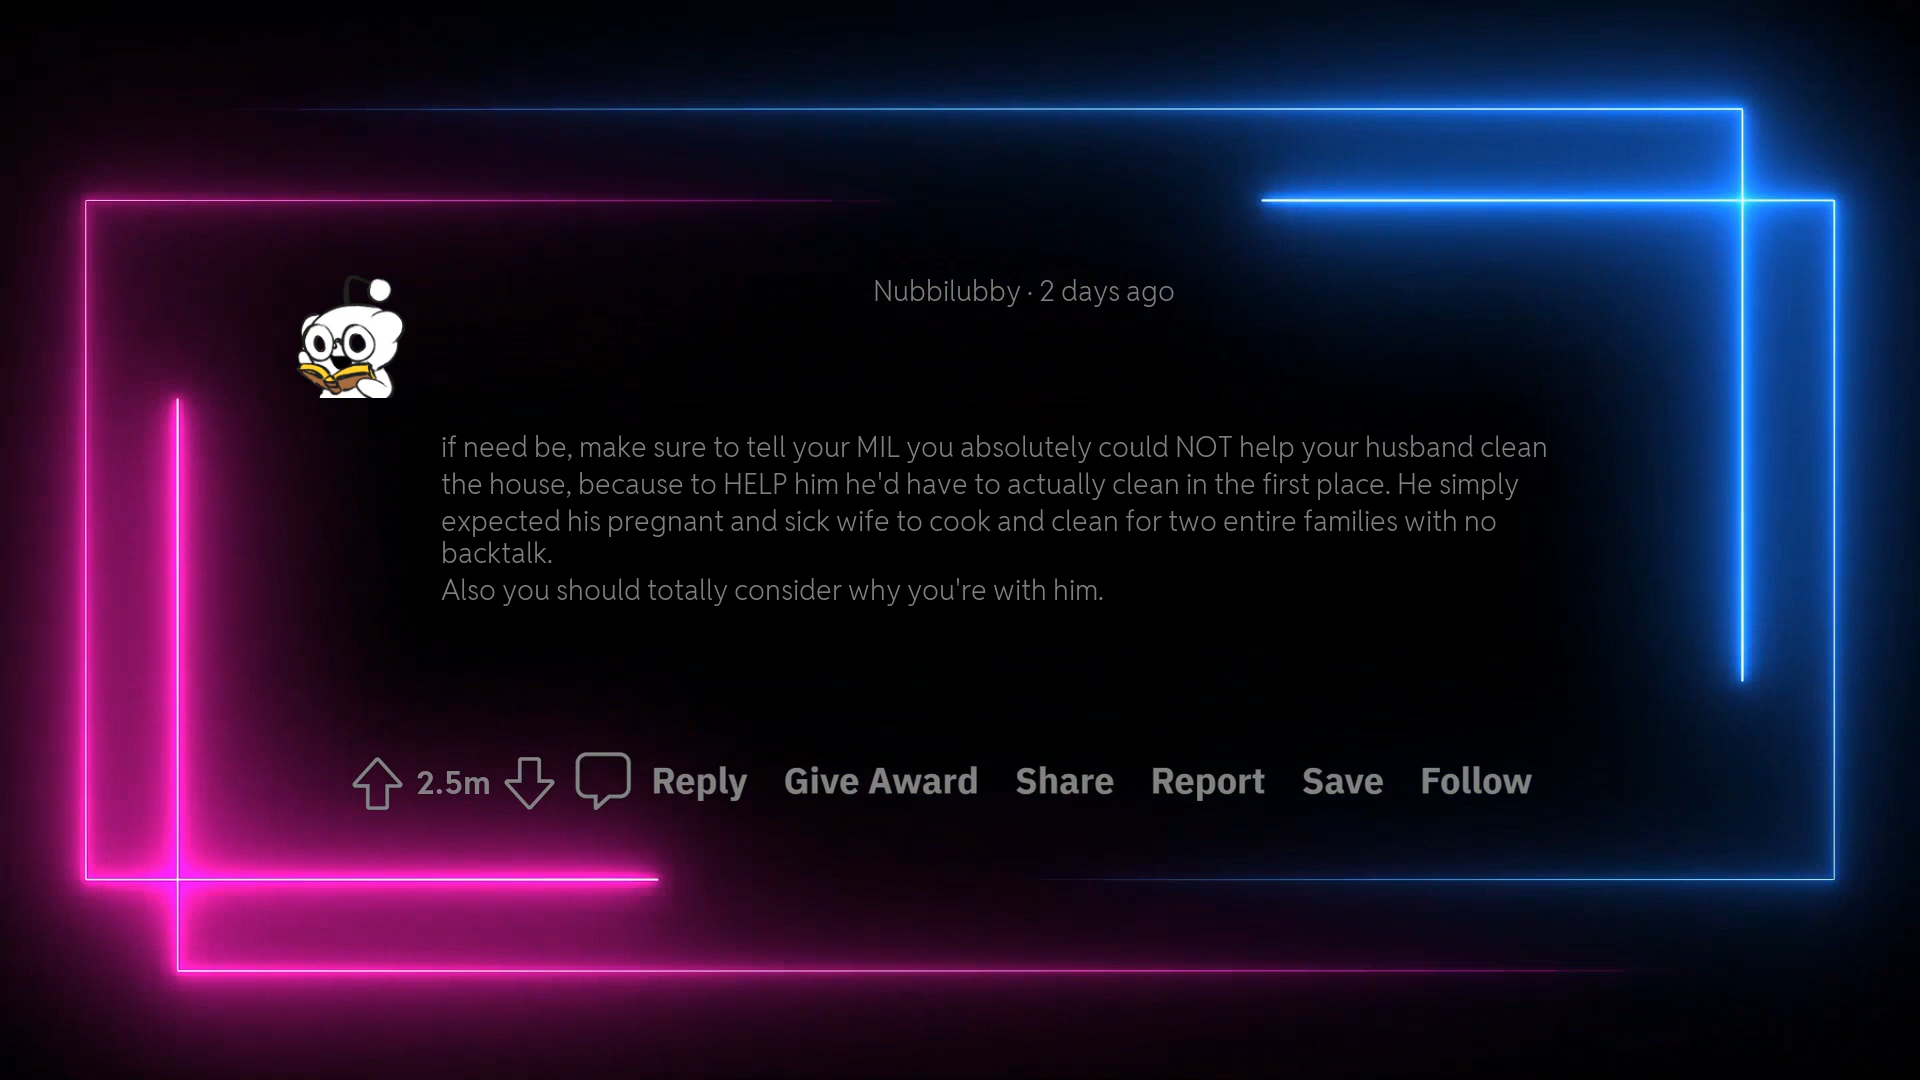 Nubbilubby · 2 days ago
if need be, make sure to tell your MIL you absolutely could NOT help your husband clean
the house, because to HELP him he'd have to actually clean in the first place. He simply
expected his pregnant and sick wife to cook and clean for two entire families with no
backtalk.
Also you should totally consider why you're with him.
2.5m Reply Give Award Share Report Save Follow